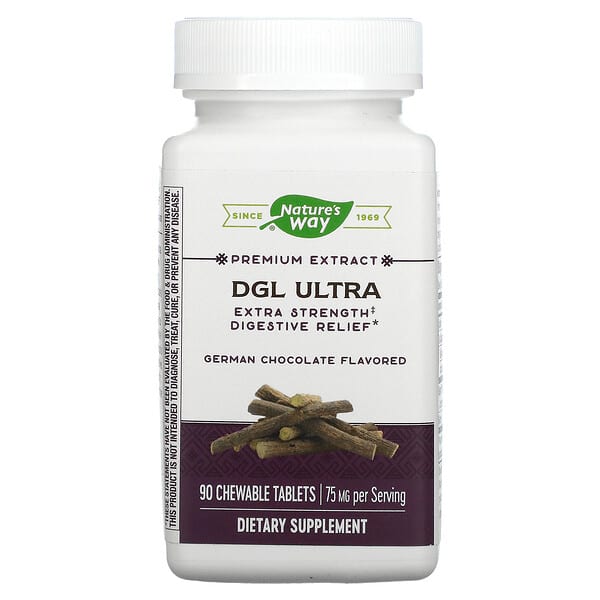 SINCE
Nature's
Way®
1969
PREMIUM EXTRACT
DGL ULTRA
EXTRA STRENGTH‡
DIGESTIVE RELIEF*
GERMAN CHOCOLATE FLAVORED
90 CHEWABLE TABLETS | 75 MG per Serving
DIETARY SUPPLEMENT
*THESE STATEMENTS HAVE NOT BEEN EVALUATED BY THE FOOD & DRUG ADMINISTRATION.
THIS PRODUCT IS NOT INTENDED TO DIAGNOSE, TREAT, CURE, OR PREVENT ANY DISEASE.